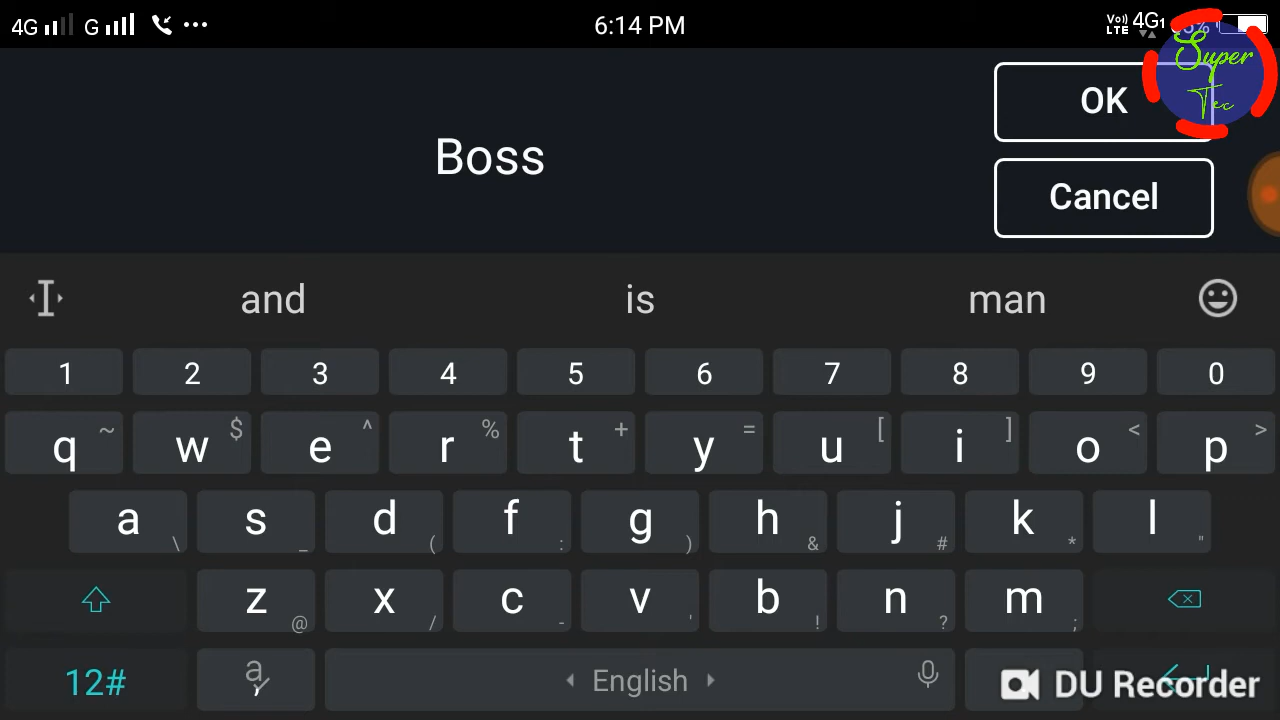 4G G 6:14 PM Vo) LTE 4G1
Super
Tec
OK
Boss
Cancel
and is man
1 2 3 4 5 6 7 8 9 0
q ~ w $ e ^ r % t + y = u [ i ] o < p >
a \ s _ d ( f : g ) h & j # k * l "
z @ x / c - v ' b ! n ? m ;
12# a , English DU Recorder